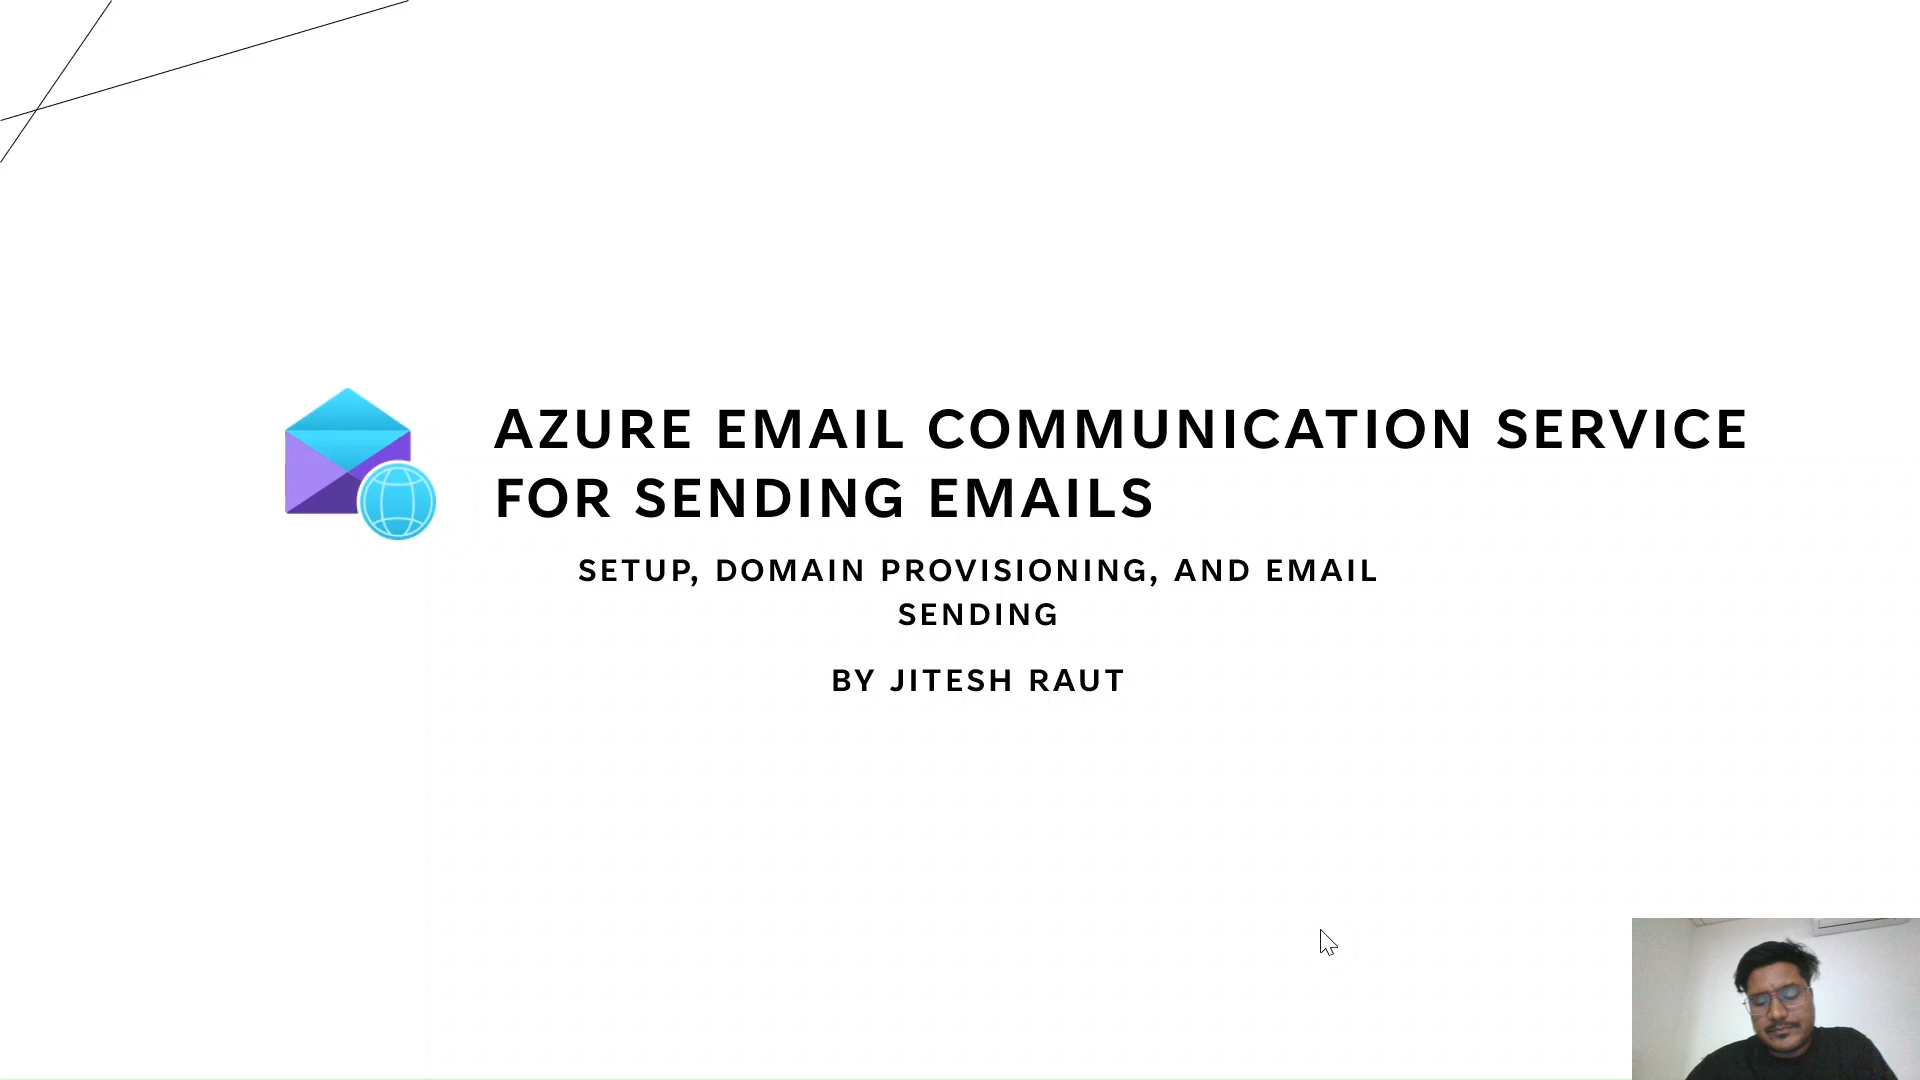 AZURE EMAIL COMMUNICATION SERVICE
FOR SENDING EMAILS
SETUP, DOMAIN PROVISIONING, AND EMAIL
SENDING
BY JITESH RAUT